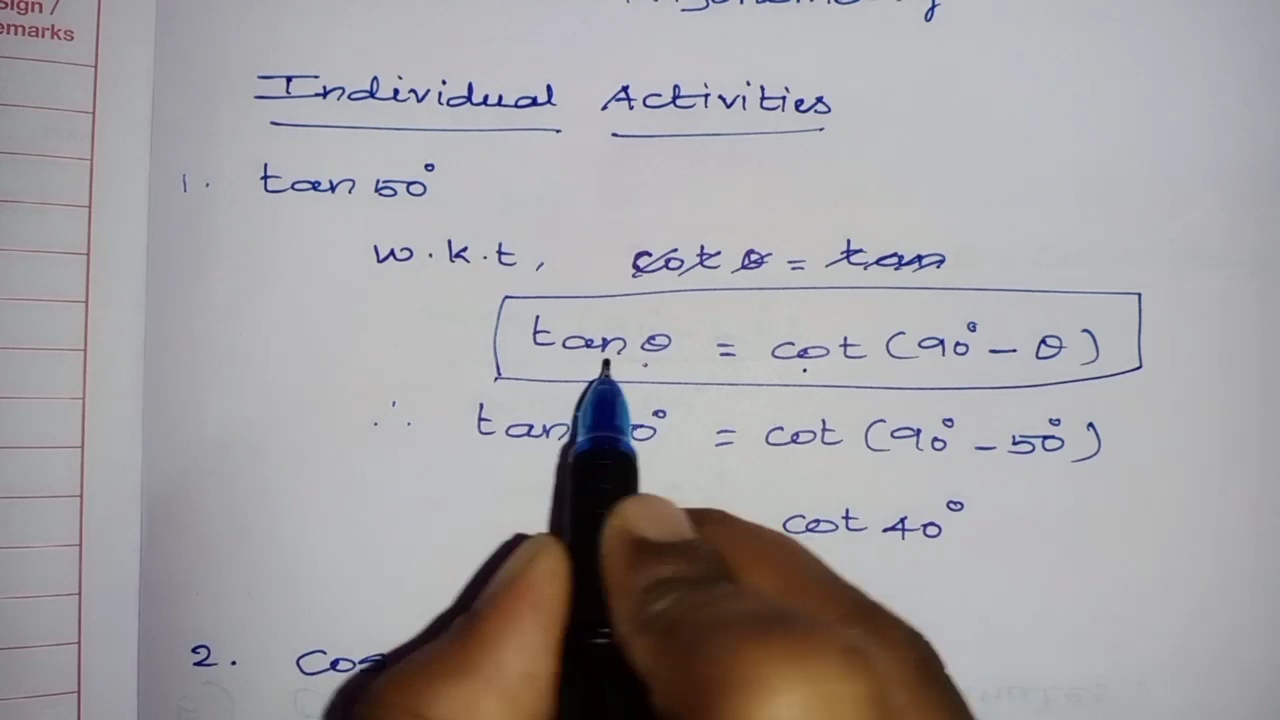 Sign /
emarks
Individual Activities
1. tan 50°
w.k.t, cot θ = tan
tan θ = cot (90° - θ)
∴ tan 0° = cot (90° - 50°)
cot 40°
2. Cos